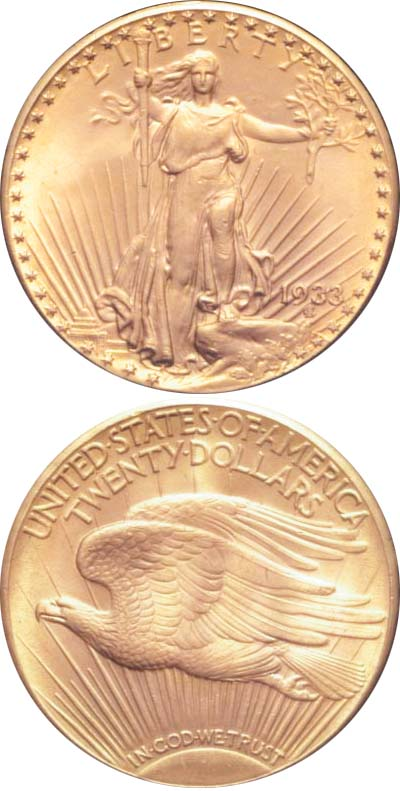 LIBERTY
1933
UNITED·STATES·OF·AMERICA
TWENTY·DOLLARS
IN·GOD·WE·TRUST